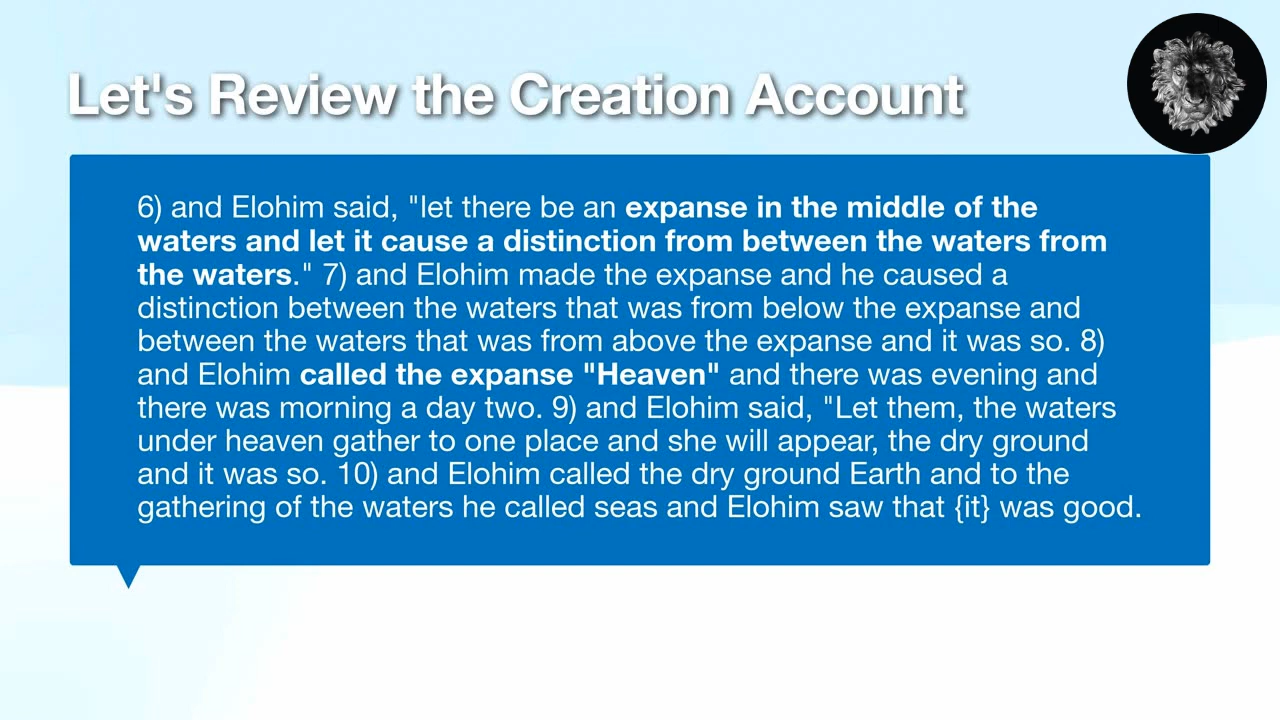 Let's Review the Creation Account
6) and Elohim said, "let there be an expanse in the middle of the
waters and let it cause a distinction from between the waters from
the waters." 7) and Elohim made the expanse and he caused a
distinction between the waters that was from below the expanse and
between the waters that was from above the expanse and it was so. 8)
and Elohim called the expanse "Heaven" and there was evening and
there was morning a day two. 9) and Elohim said, "Let them, the waters
under heaven gather to one place and she will appear, the dry ground
and it was so. 10) and Elohim called the dry ground Earth and to the
gathering of the waters he called seas and Elohim saw that {it} was good.